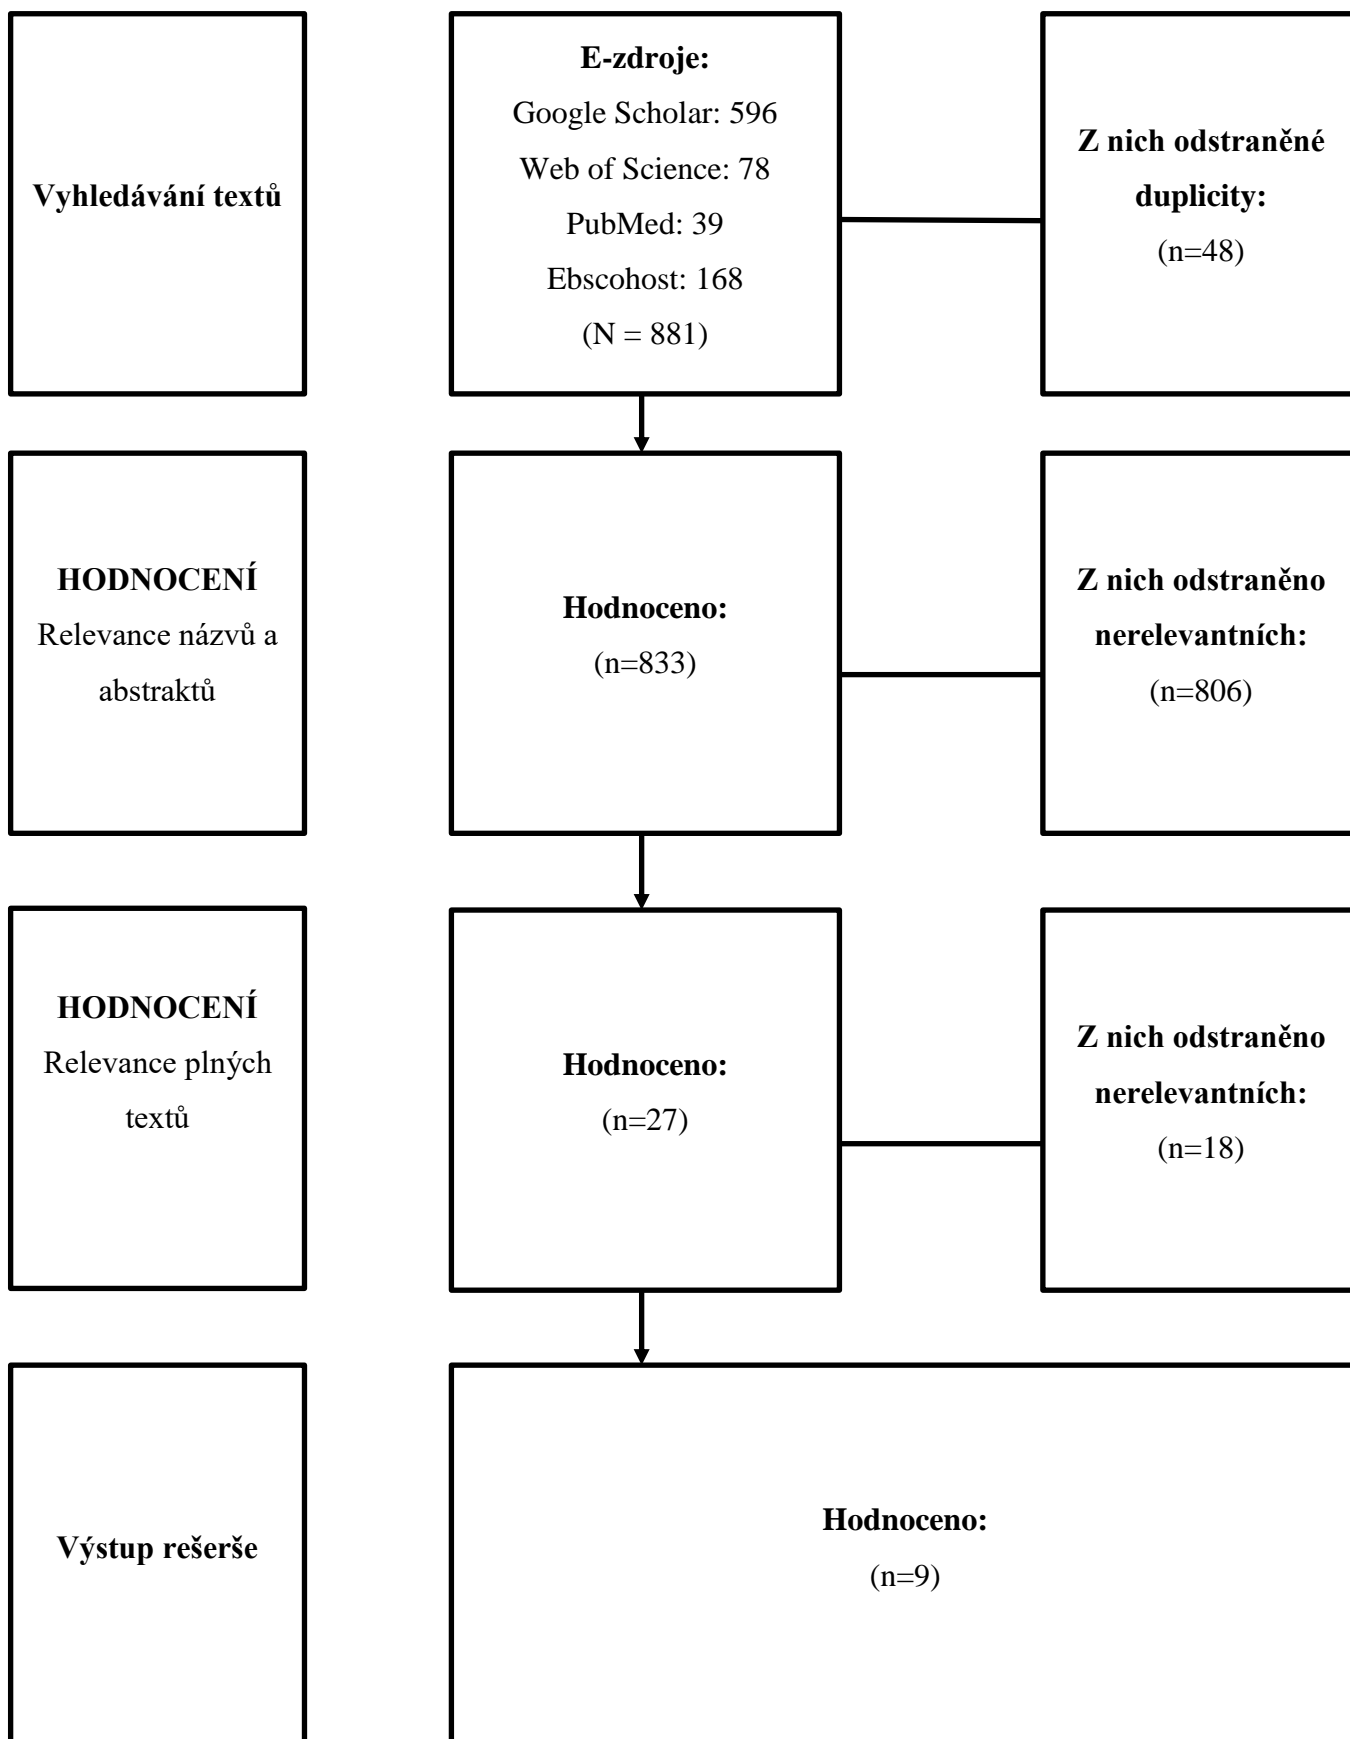 Vyhledávání textů
E-zdroje:
Google Scholar: 596
Web of Science: 78
PubMed: 39
Ebscohost: 168
(N = 881)
Z nich odstraněné
duplicity:
(n=48)
HODNOCENÍ
Relevance názvů a
abstraktů
Hodnoceno:
(n=833)
Z nich odstraněno
nerelevantních:
(n=806)
HODNOCENÍ
Relevance plných
textů
Hodnoceno:
(n=27)
Z nich odstraněno
nerelevantních:
(n=18)
Výstup rešerše
Hodnoceno:
(n=9)